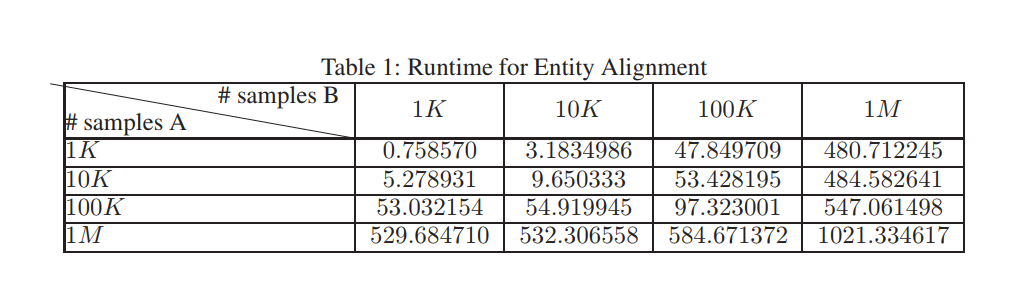 Table 1: Runtime for Entity Alignment
# samples B
# samples A
1K 10K 100K 1M
1K 0.758570 3.1834986 47.849709 480.712245
10K 5.278931 9.650333 53.428195 484.582641
100K 53.032154 54.919945 97.323001 547.061498
1M 529.684710 532.306558 584.671372 1021.334617